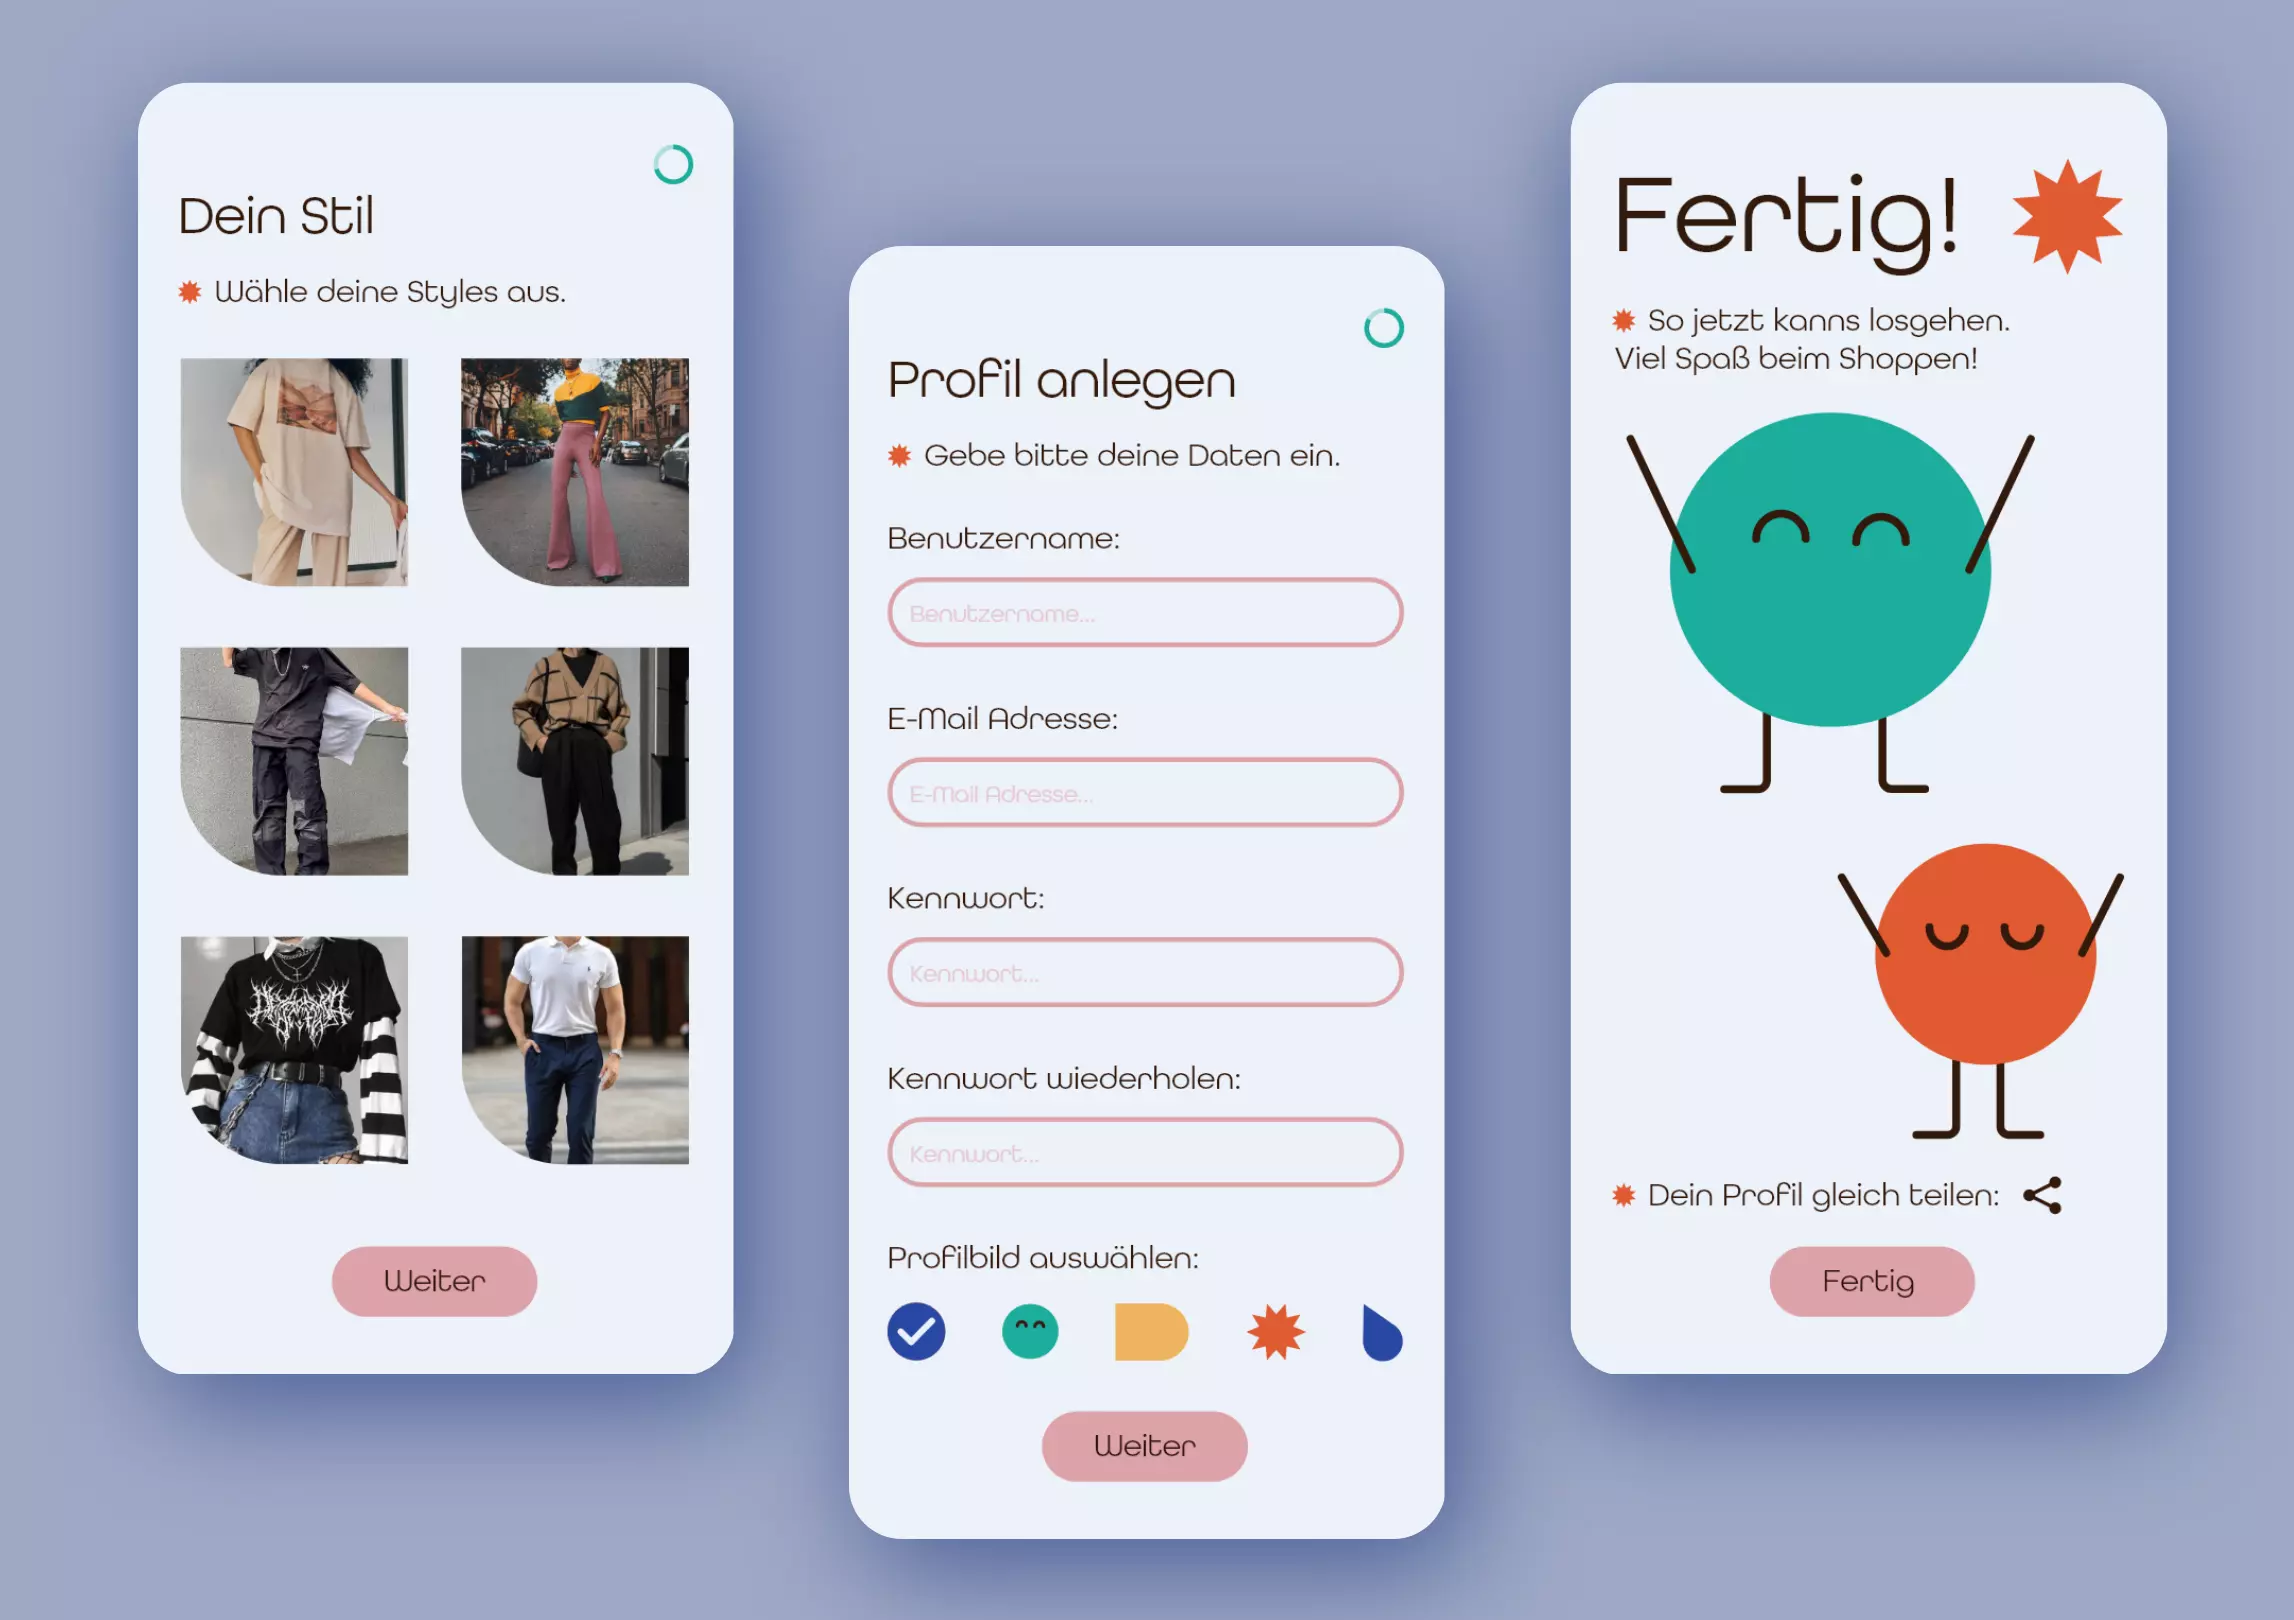 Dein Stil
Wähle deine Styles aus.
Weiter
Profil anlegen
Gebe bitte deine Daten ein.
Benutzername:
Benutzername...
E-Mail Adresse:
E-Mail Adresse...
Kennwort:
Kennwort...
Kennwort wiederholen:
Kennwort...
Profilbild auswählen:
Weiter
Fertig!
So jetzt kanns losgehen.
Viel Spaß beim Shoppen!
Dein Profil gleich teilen:
Fertig